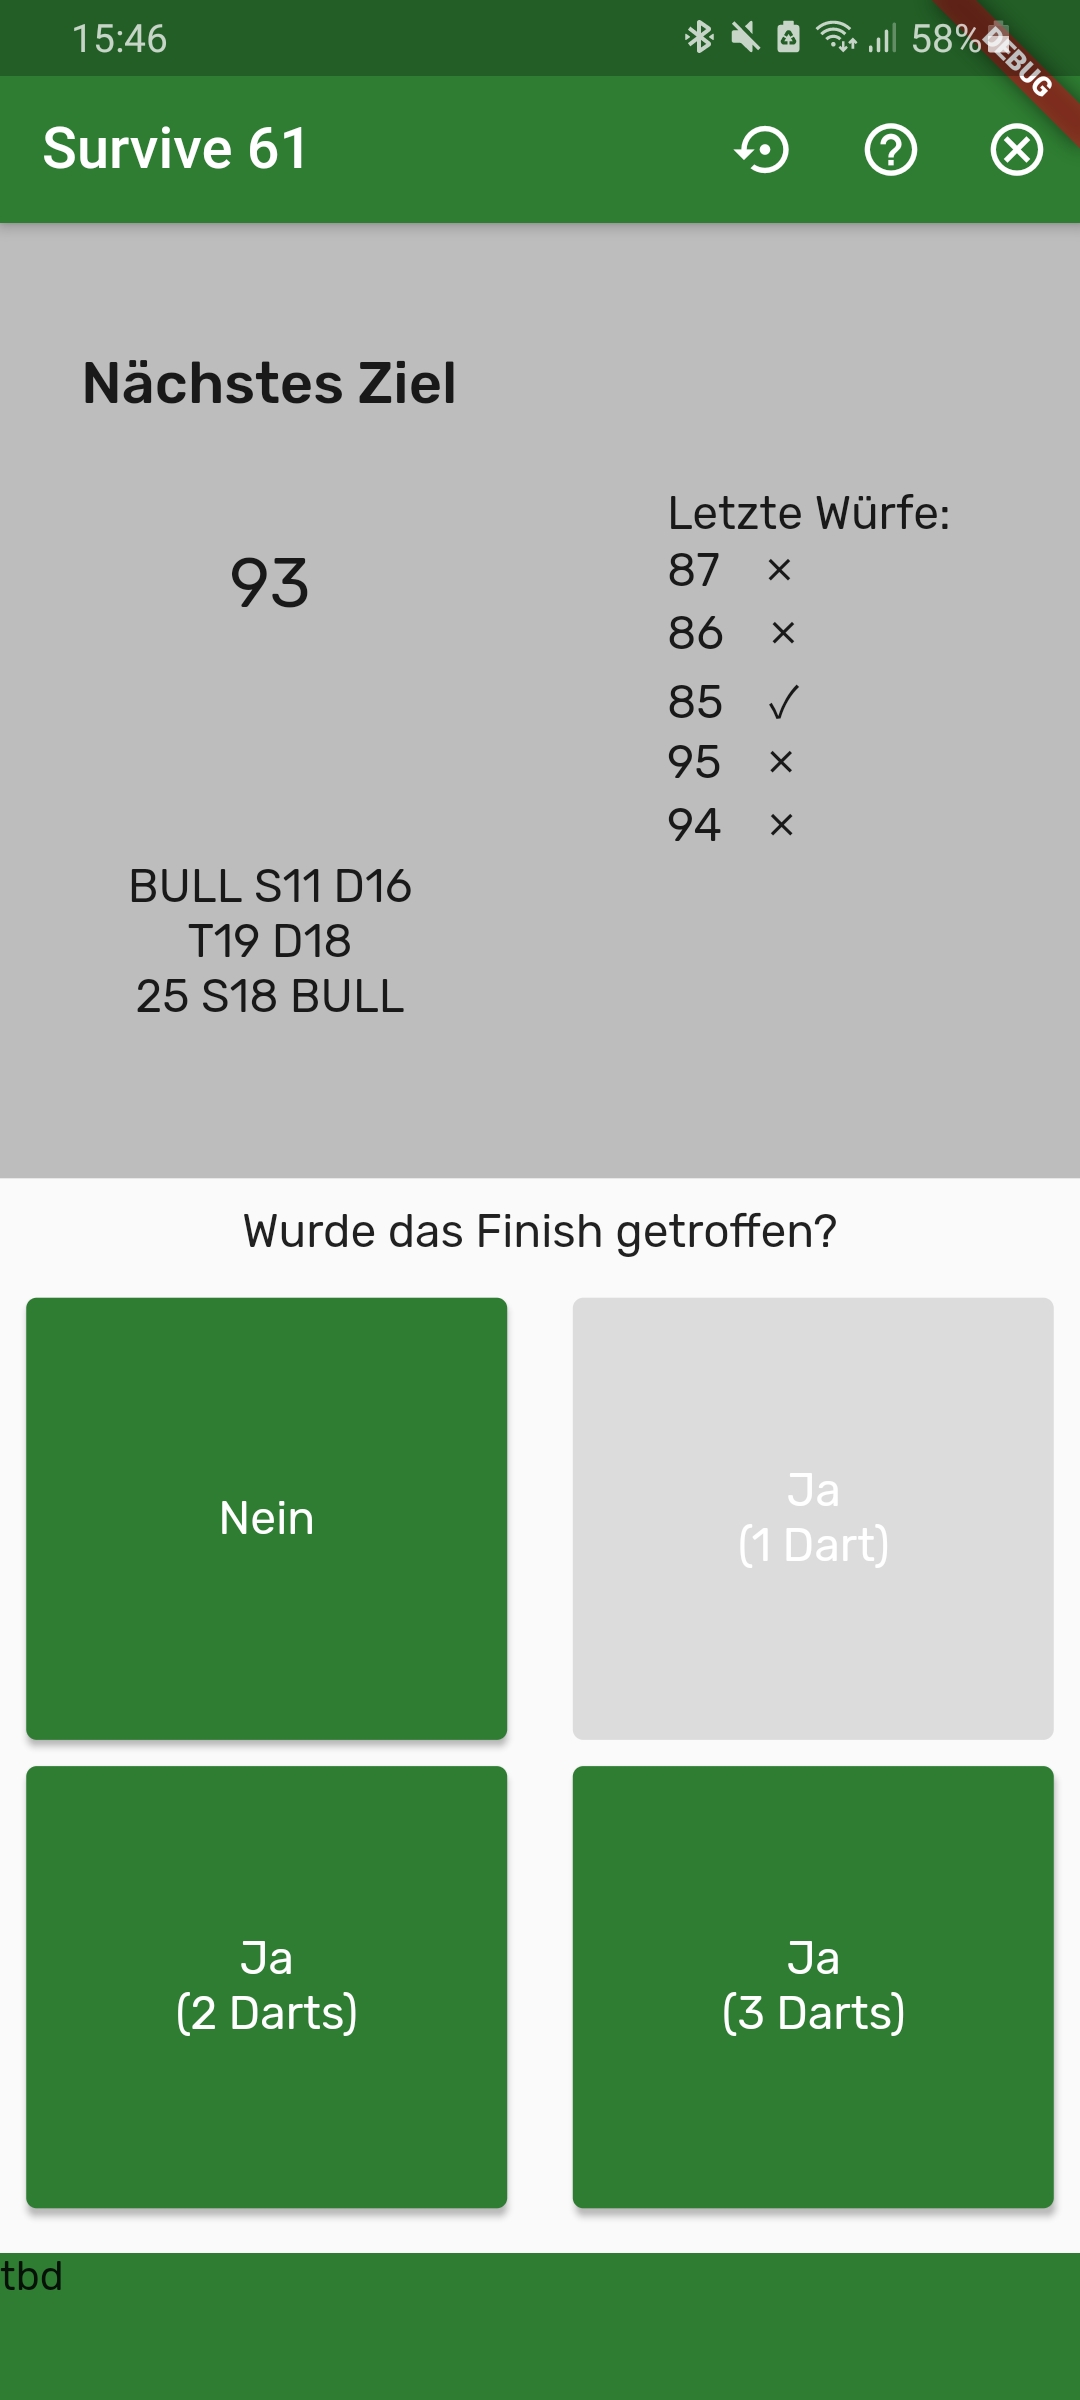 15:46 58%
DEBUG
Survive 61
Nächstes Ziel
93
Letzte Würfe:
87 ×
86 ×
85 ✓
95 ×
94 ×
BULL S11 D16
T19 D18
25 S18 BULL
Wurde das Finish getroffen?
Nein
Ja
(1 Dart)
Ja
(2 Darts)
Ja
(3 Darts)
tbd